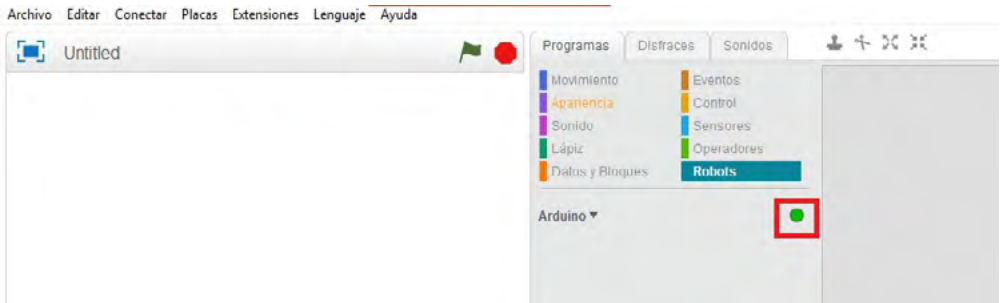 Archivo Editar Conectar Placas Extensiones Lenguaje Ayuda
Untitled
Programas Disfraces Sonidos
Movimiento Eventos
Apariencia Control
Sonido Sensores
Lápiz Operadores
Datos y Bloques Robots
Arduino